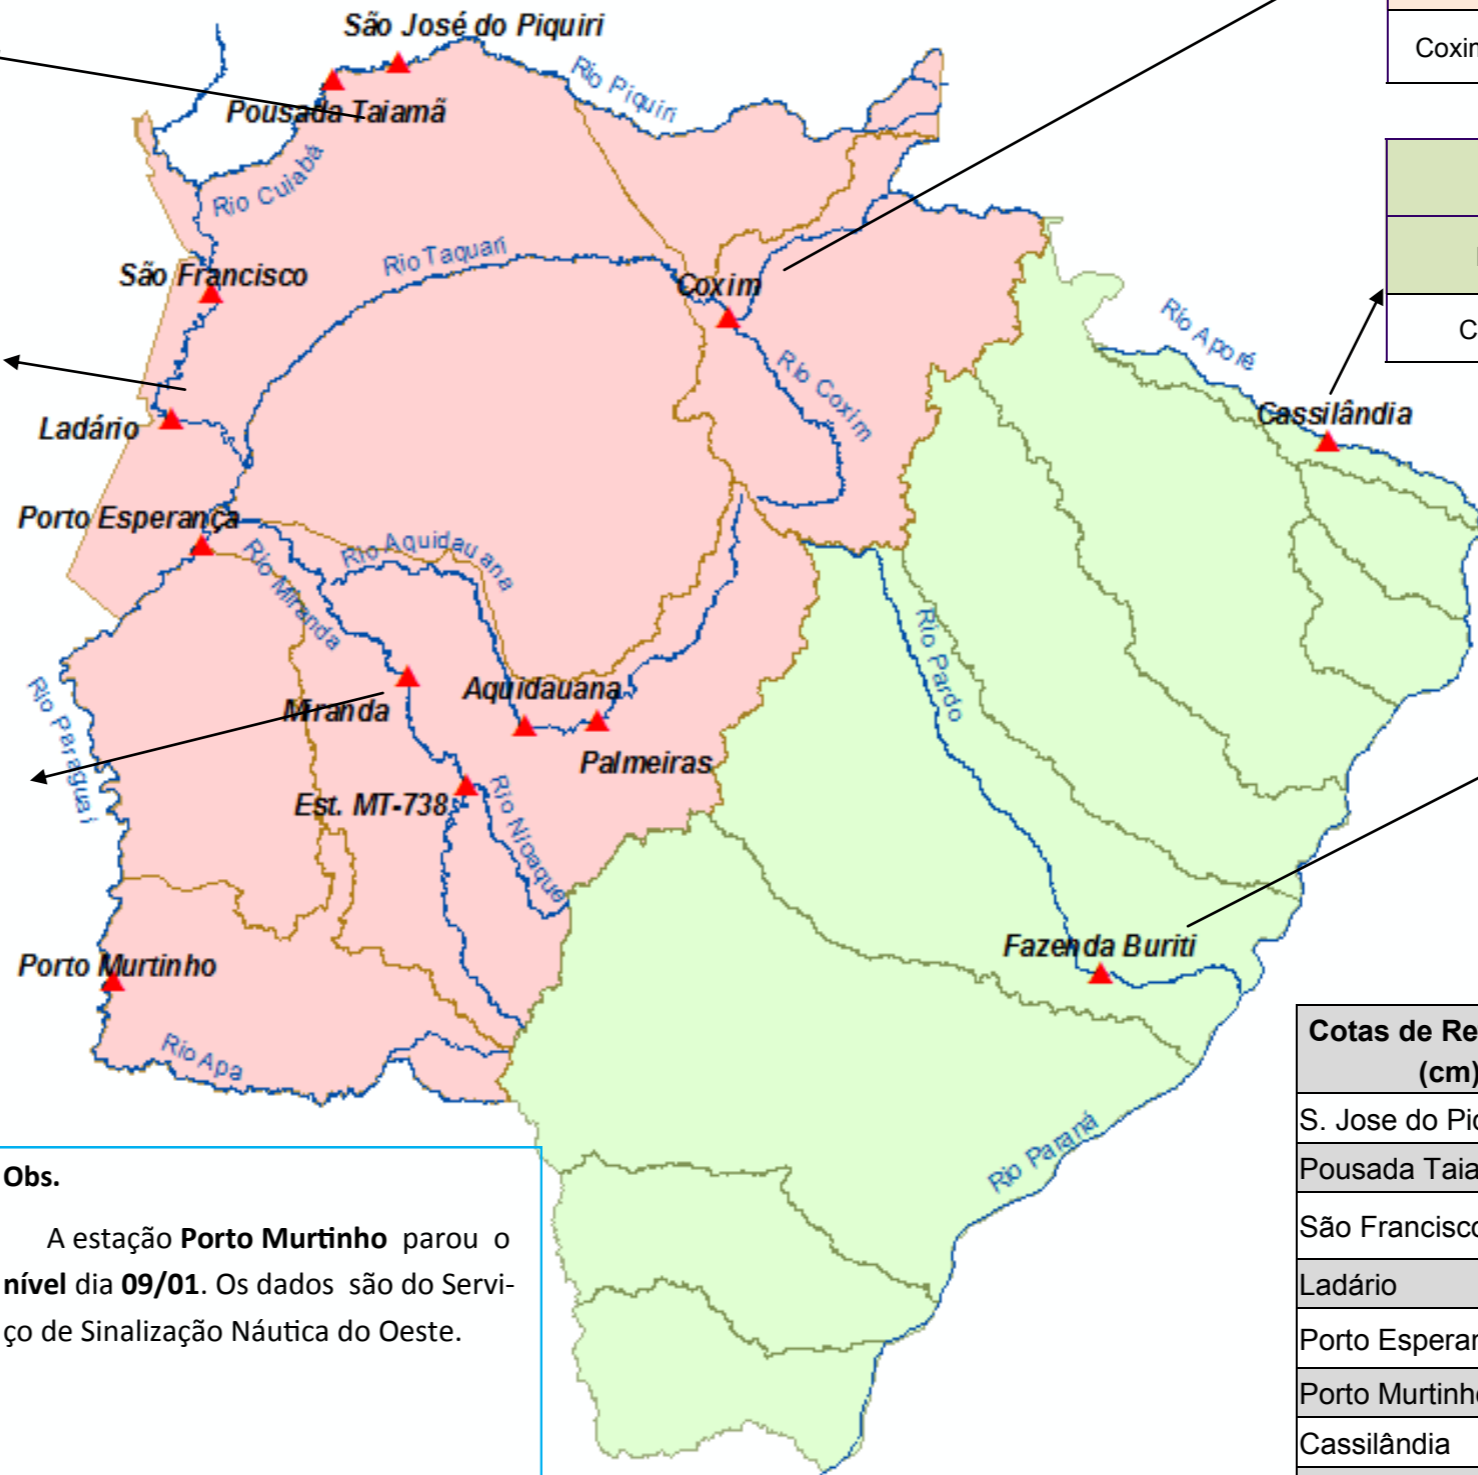 São José do Piquiri
Coxim
Rio Piquiri
Pousada Taiamã
Rio Cuiabá
Rio Taquari
São Francisco
Coxim
Rio Aporé
Rio Coxim
Cassilândia
Ladário
Porto Esperança
Rio Aquidauana
Rio Miranda
Rio Pardo
Rio Paraguai
Aquidauana
Miranda
Palmeiras
Est. MT-738
Rio Nioaque
Fazenda Buriti
Porto Murtinho
Rio Apa
Rio Paraná
Obs.
A estação Porto Murtinho parou o
nível dia 09/01. Os dados são do Servi-
ço de Sinalização Náutica do Oeste.
Cotas de Re
(cm)
S. Jose do Pi
Pousada Taia
São Francisco
Ladário
Porto Esperan
Porto Murtinho
Cassilândia